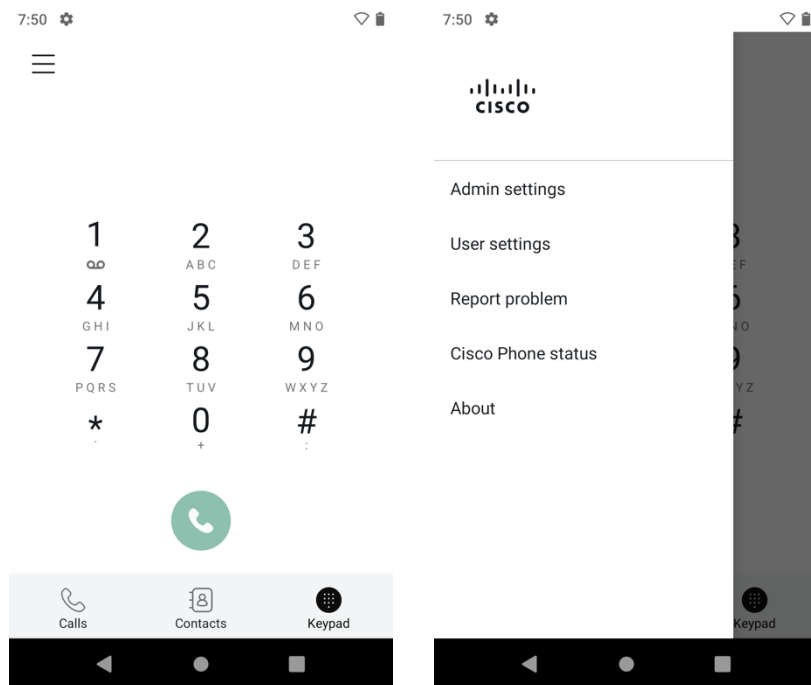 7:50
1 2 3
ABC DEF
4 5 6
GHI JKL MNO
7 8 9
PQRS TUV WXYZ
* 0 #
+
Calls Contacts Keypad
7:50
CISCO
Admin settings
User settings
Report problem
Cisco Phone status
About
Keypad